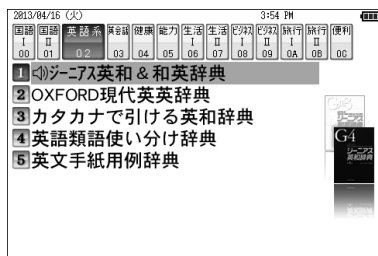 2013/04/16 (火) 3:54 PM
国語 国語 英語系 英会話 健康 能力 生活 生活 ビジネス ビジネス 旅行 旅行 便利
I II I II I II I II
00 01 02 03 04 05 06 07 08 09 0A 0B 0C
1 ジーニアス英和&和英辞典
2 OXFORD現代英英辞典
3 カタカナで引ける英和辞典
4 英語類語使い分け辞典
5 英文手紙用例辞典
G4
ジーニアス
英和辞典